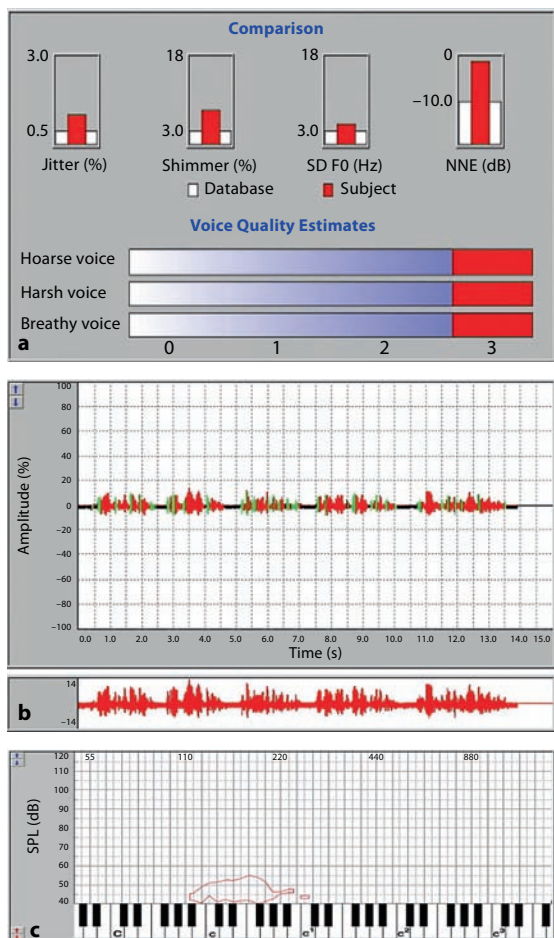 Comparison
3.0 18 18 0
−10.0
0.5 3.0 3.0
Jitter (%) Shimmer (%) SD F0 (Hz) NNE (dB)
Database Subject
Voice Quality Estimates
Hoarse voice
Harsh voice
Breathy voice
a 0 1 2 3
100
80
60
40
20
0
−20
−40
−60
−80
−100
Amplitude (%)
0.0 1.0 2.0 3.0 4.0 5.0 6.0 7.0 8.0 9.0 10.0 11.0 12.0 13.0 14.0 15.0
Time (s)
14
b −14
120 55 110 220 440 880
110
100
90
80
70
60
50
40
SPL (dB)
c C c c¹ c² c³